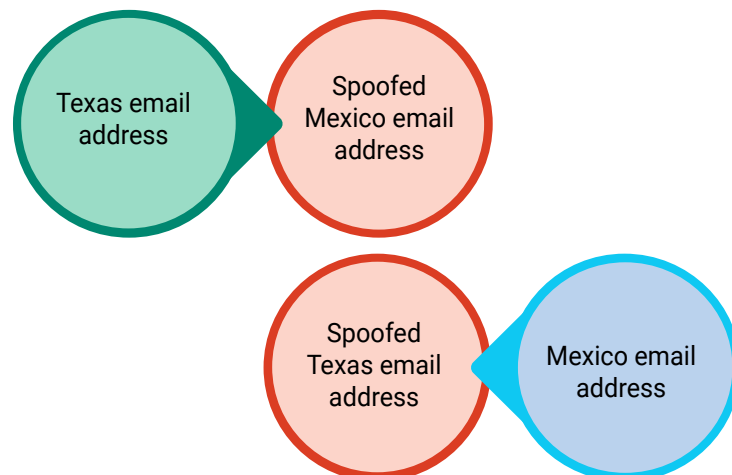 Texas email
address
Spoofed
Mexico email
address
Spoofed
Texas email
address
Mexico email
address